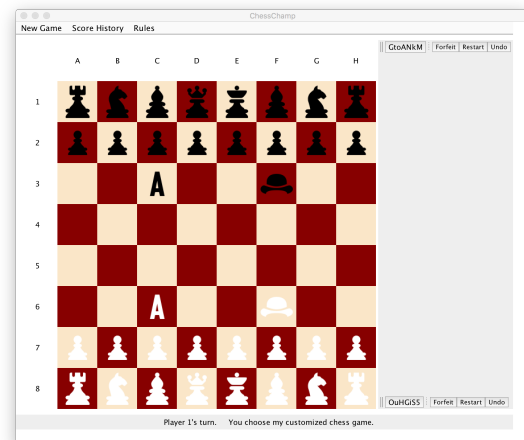 ChessChamp
New Game Score History Rules
GtoANkM Forfeit Restart Undo
A B C D E F G H
1
2
3 A
4
5
6 A
7
8
OuHGiS5 Forfeit Restart Undo
Player 1's turn. You choose my customized chess game.